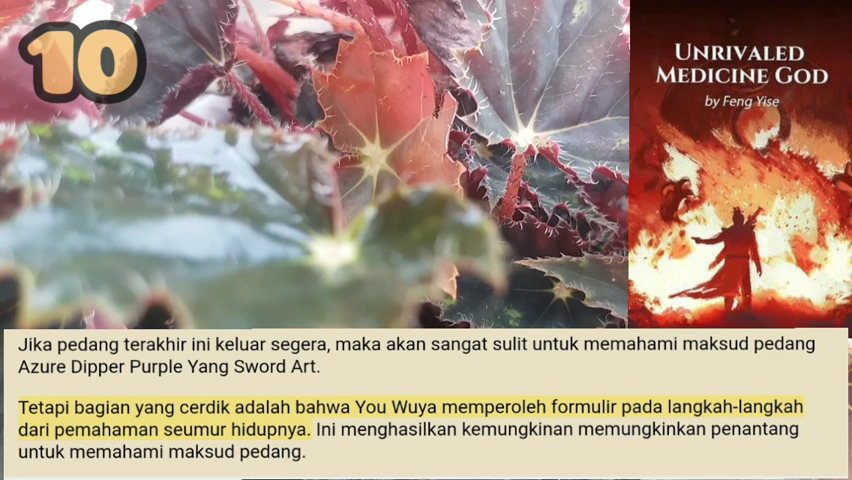 10
UNRIVALED
MEDICINE GOD
by Feng Yise
Jika pedang terakhir ini keluar segera, maka akan sangat sulit untuk memahami maksud pedang
Azure Dipper Purple Yang Sword Art.
Tetapi bagian yang cerdik adalah bahwa You Wuya memperoleh formulir pada langkah-langkah
dari pemahaman seumur hidupnya. Ini menghasilkan kemungkinan memungkinkan penantang
untuk memahami maksud pedang.